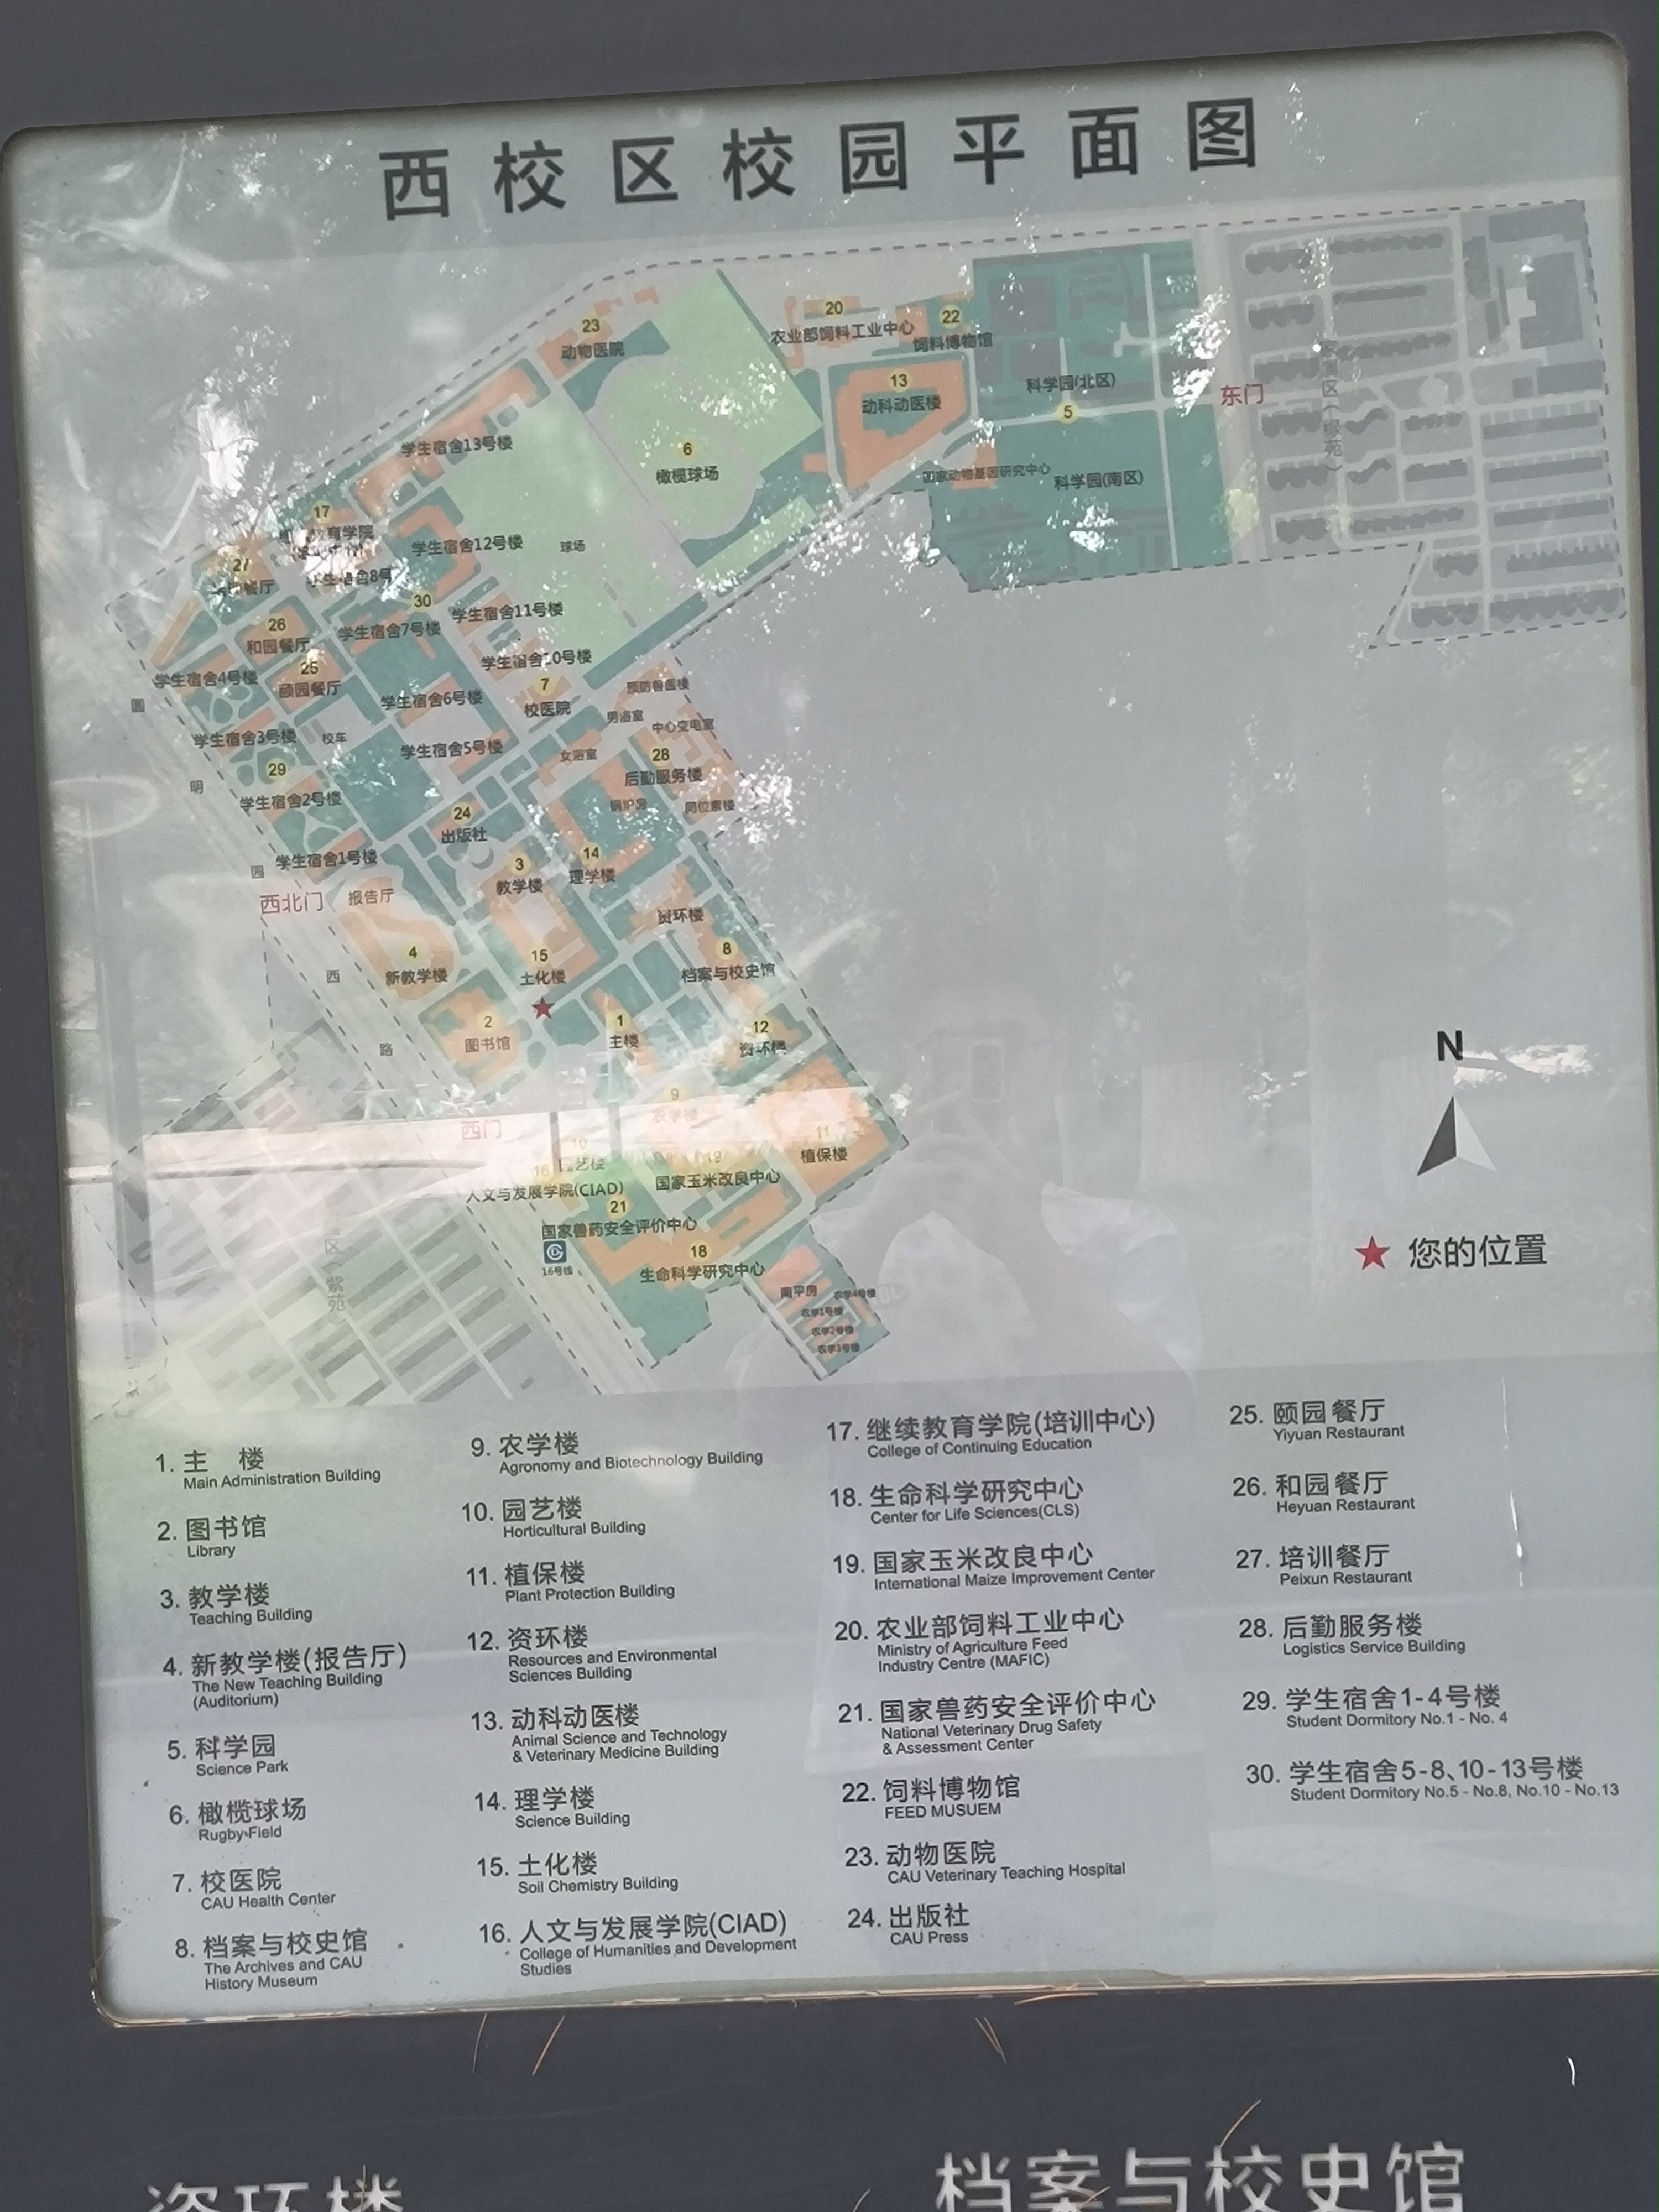 西校区校园平面图
23
动物医院
20
农业部饲料工业中心
22
饲料博物馆
13
动科动医楼
科学园(北区)
5
东门
学生宿舍13号楼
6
橄榄球场
国家动物基因研究中心
科学园(南区)
17
教育学院
学生宿舍12号楼
球场
27
餐厅
学生宿舍8号
30
学生宿舍11号楼
26
和园餐厅
学生宿舍7号楼
25
颐园餐厅
学生宿舍10号楼
学生宿舍4号楼
学生宿舍6号楼
7
校医院
预防兽医楼
男浴室
中心变电室
圆
学生宿舍3号楼
校车
学生宿舍5号楼
女浴室
28
后勤服务楼
29
明
学生宿舍2号楼
锅炉房
同位素楼
24
出版社
园
学生宿舍1号楼
3
教学楼
14
理学楼
西北门
报告厅
资环楼
4
新教学楼
15
土化楼
8
档案与校史馆
西
2
图书馆
1
主楼
12
资环楼
路
N
9
农学楼
西门
10
艺楼
11
植保楼
16
人文与发展学院(CIAD)
19
国家玉米改良中心
21
国家兽药安全评价中心
16号线
18
生命科学研究中心
区(紫苑)
南平房
农学4号楼
农学1号楼
农学2号楼
农学3号楼
您的位置
1. 主 楼
Main Administration Building
2. 图书馆
Library
3. 教学楼
Teaching Building
4. 新教学楼(报告厅)
The New Teaching Building
(Auditorium)
5. 科学园
Science Park
6. 橄榄球场
Rugby Field
7. 校医院
CAU Health Center
8. 档案与校史馆
The Archives and CAU
History Museum
9. 农学楼
Agronomy and Biotechnology Building
10. 园艺楼
Horticultural Building
11. 植保楼
Plant Protection Building
12. 资环楼
Resources and Environmental
Sciences Building
13. 动科动医楼
Animal Science and Technology
& Veterinary Medicine Building
14. 理学楼
Science Building
15. 土化楼
Soil Chemistry Building
16. 人文与发展学院(CIAD)
College of Humanities and Development
Studies
17. 继续教育学院(培训中心)
College of Continuing Education
18. 生命科学研究中心
Center for Life Sciences(CLS)
19. 国家玉米改良中心
International Maize Improvement Center
20. 农业部饲料工业中心
Ministry of Agriculture Feed
Industry Centre (MAFIC)
21. 国家兽药安全评价中心
National Veterinary Drug Safety
& Assessment Center
22. 饲料博物馆
FEED MUSUEM
23. 动物医院
CAU Veterinary Teaching Hospital
24. 出版社
CAU Press
25. 颐园餐厅
Yiyuan Restaurant
26. 和园餐厅
Heyuan Restaurant
27. 培训餐厅
Peixun Restaurant
28. 后勤服务楼
Logistics Service Building
29. 学生宿舍1-4号楼
Student Dormitory No.1 - No. 4
30. 学生宿舍5-8、10-13号楼
Student Dormitory No.5 - No.8, No.10 - No.13
资环楼
档案与校史馆